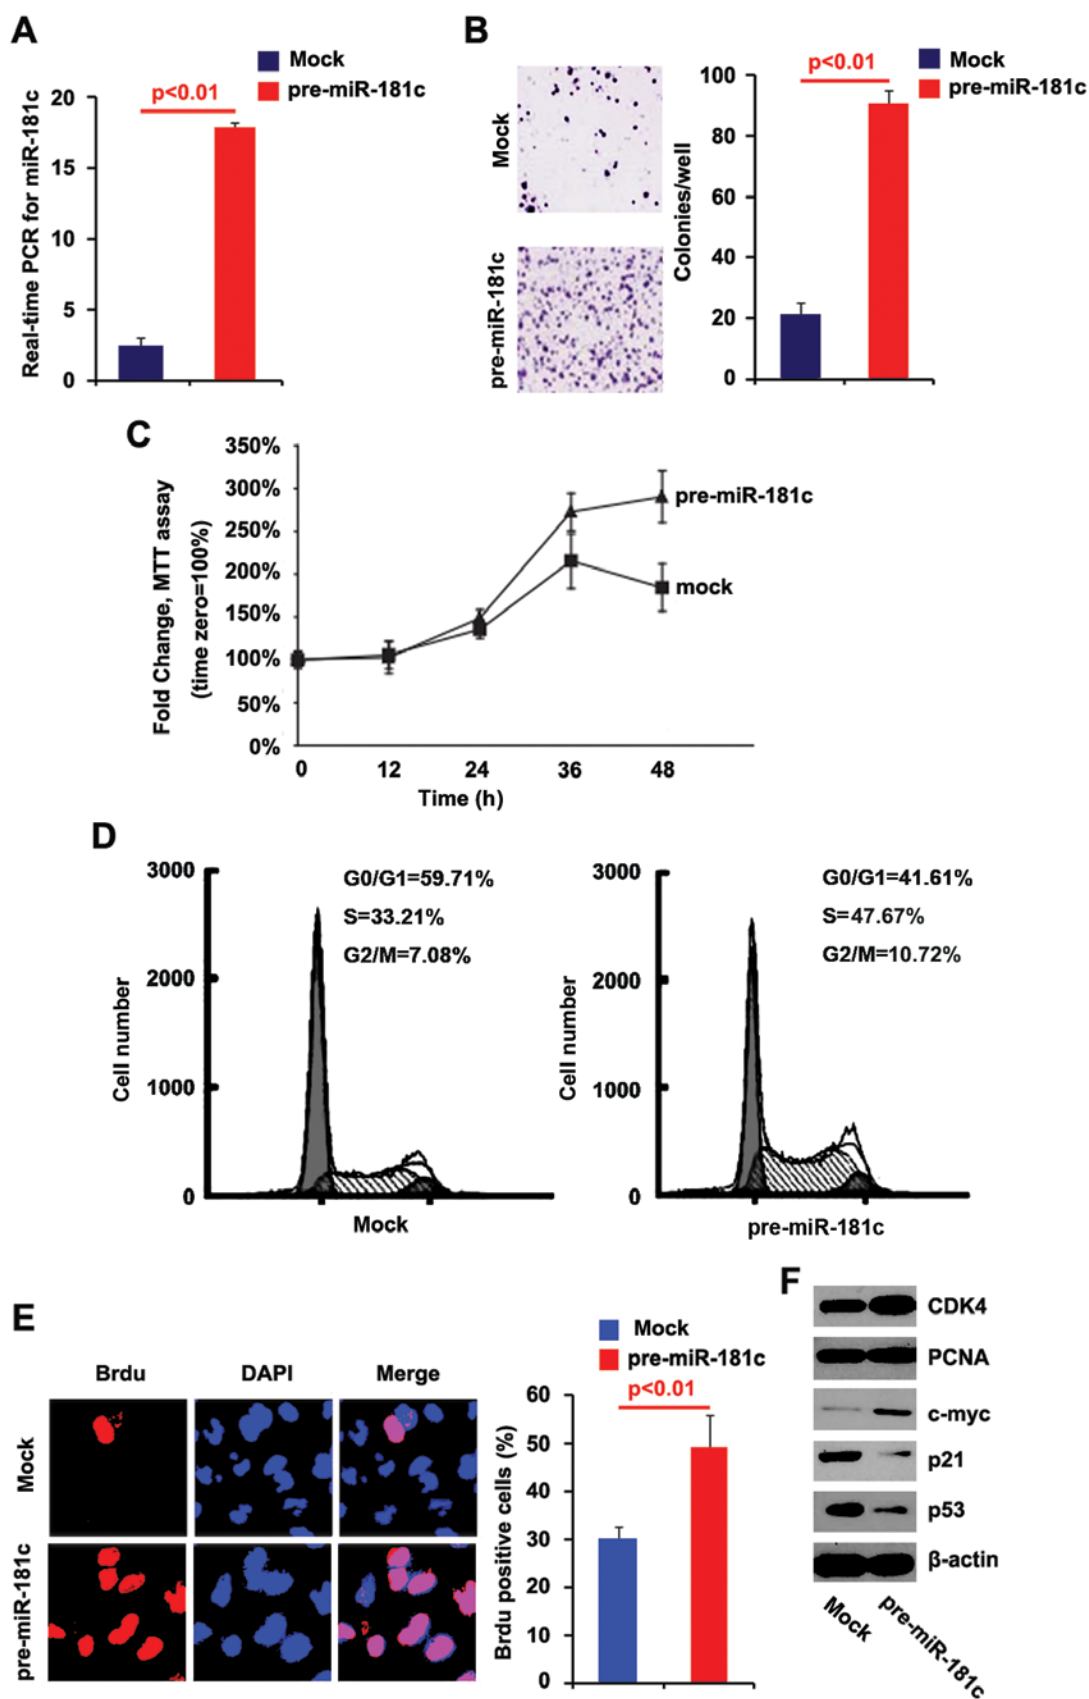 A
Mock
pre-miR-181c
p<0.01
Real-time PCR for miR-181c
20
15
10
5
0
B
Mock
pre-miR-181c
Mock
pre-miR-181c
p<0.01
Colonies/well
100
80
60
40
20
0
C
Fold Change, MTT assay
(time zero=100%)
350%
300%
250%
200%
150%
100%
50%
0%
pre-miR-181c
mock
0 12 24 36 48
Time (h)
D
Cell number
3000
2000
1000
0
G0/G1=59.71%
S=33.21%
G2/M=7.08%
Mock
Cell number
3000
2000
1000
0
G0/G1=41.61%
S=47.67%
G2/M=10.72%
pre-miR-181c
E
Brdu DAPI Merge
Mock
pre-miR-181c
Mock
pre-miR-181c
p<0.01
Brdu positive cells (%)
60
50
40
30
20
10
0
F
CDK4
PCNA
c-myc
p21
p53
β-actin
Mock
pre-miR-181c